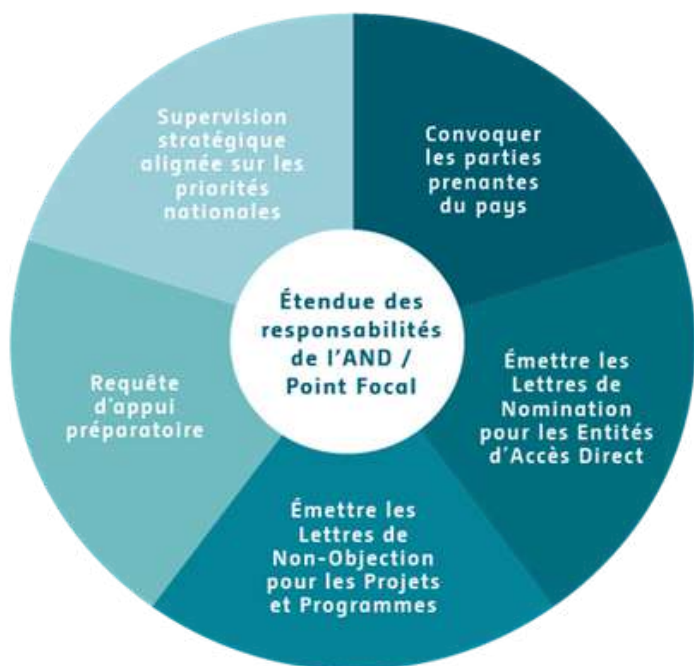 Supervision
stratégique
alignée sur les
priorités
nationales
Convoquer
les parties
prenantes
du pays
Étendue des
responsabilités
de l'AND /
Point Focal
Requête
d'appui
préparatoire
Émettre les
Lettres de
Nomination
pour les Entités
d'Accès Direct
Émettre les
Lettres de
Non-Objection
pour les Projets
et Programmes